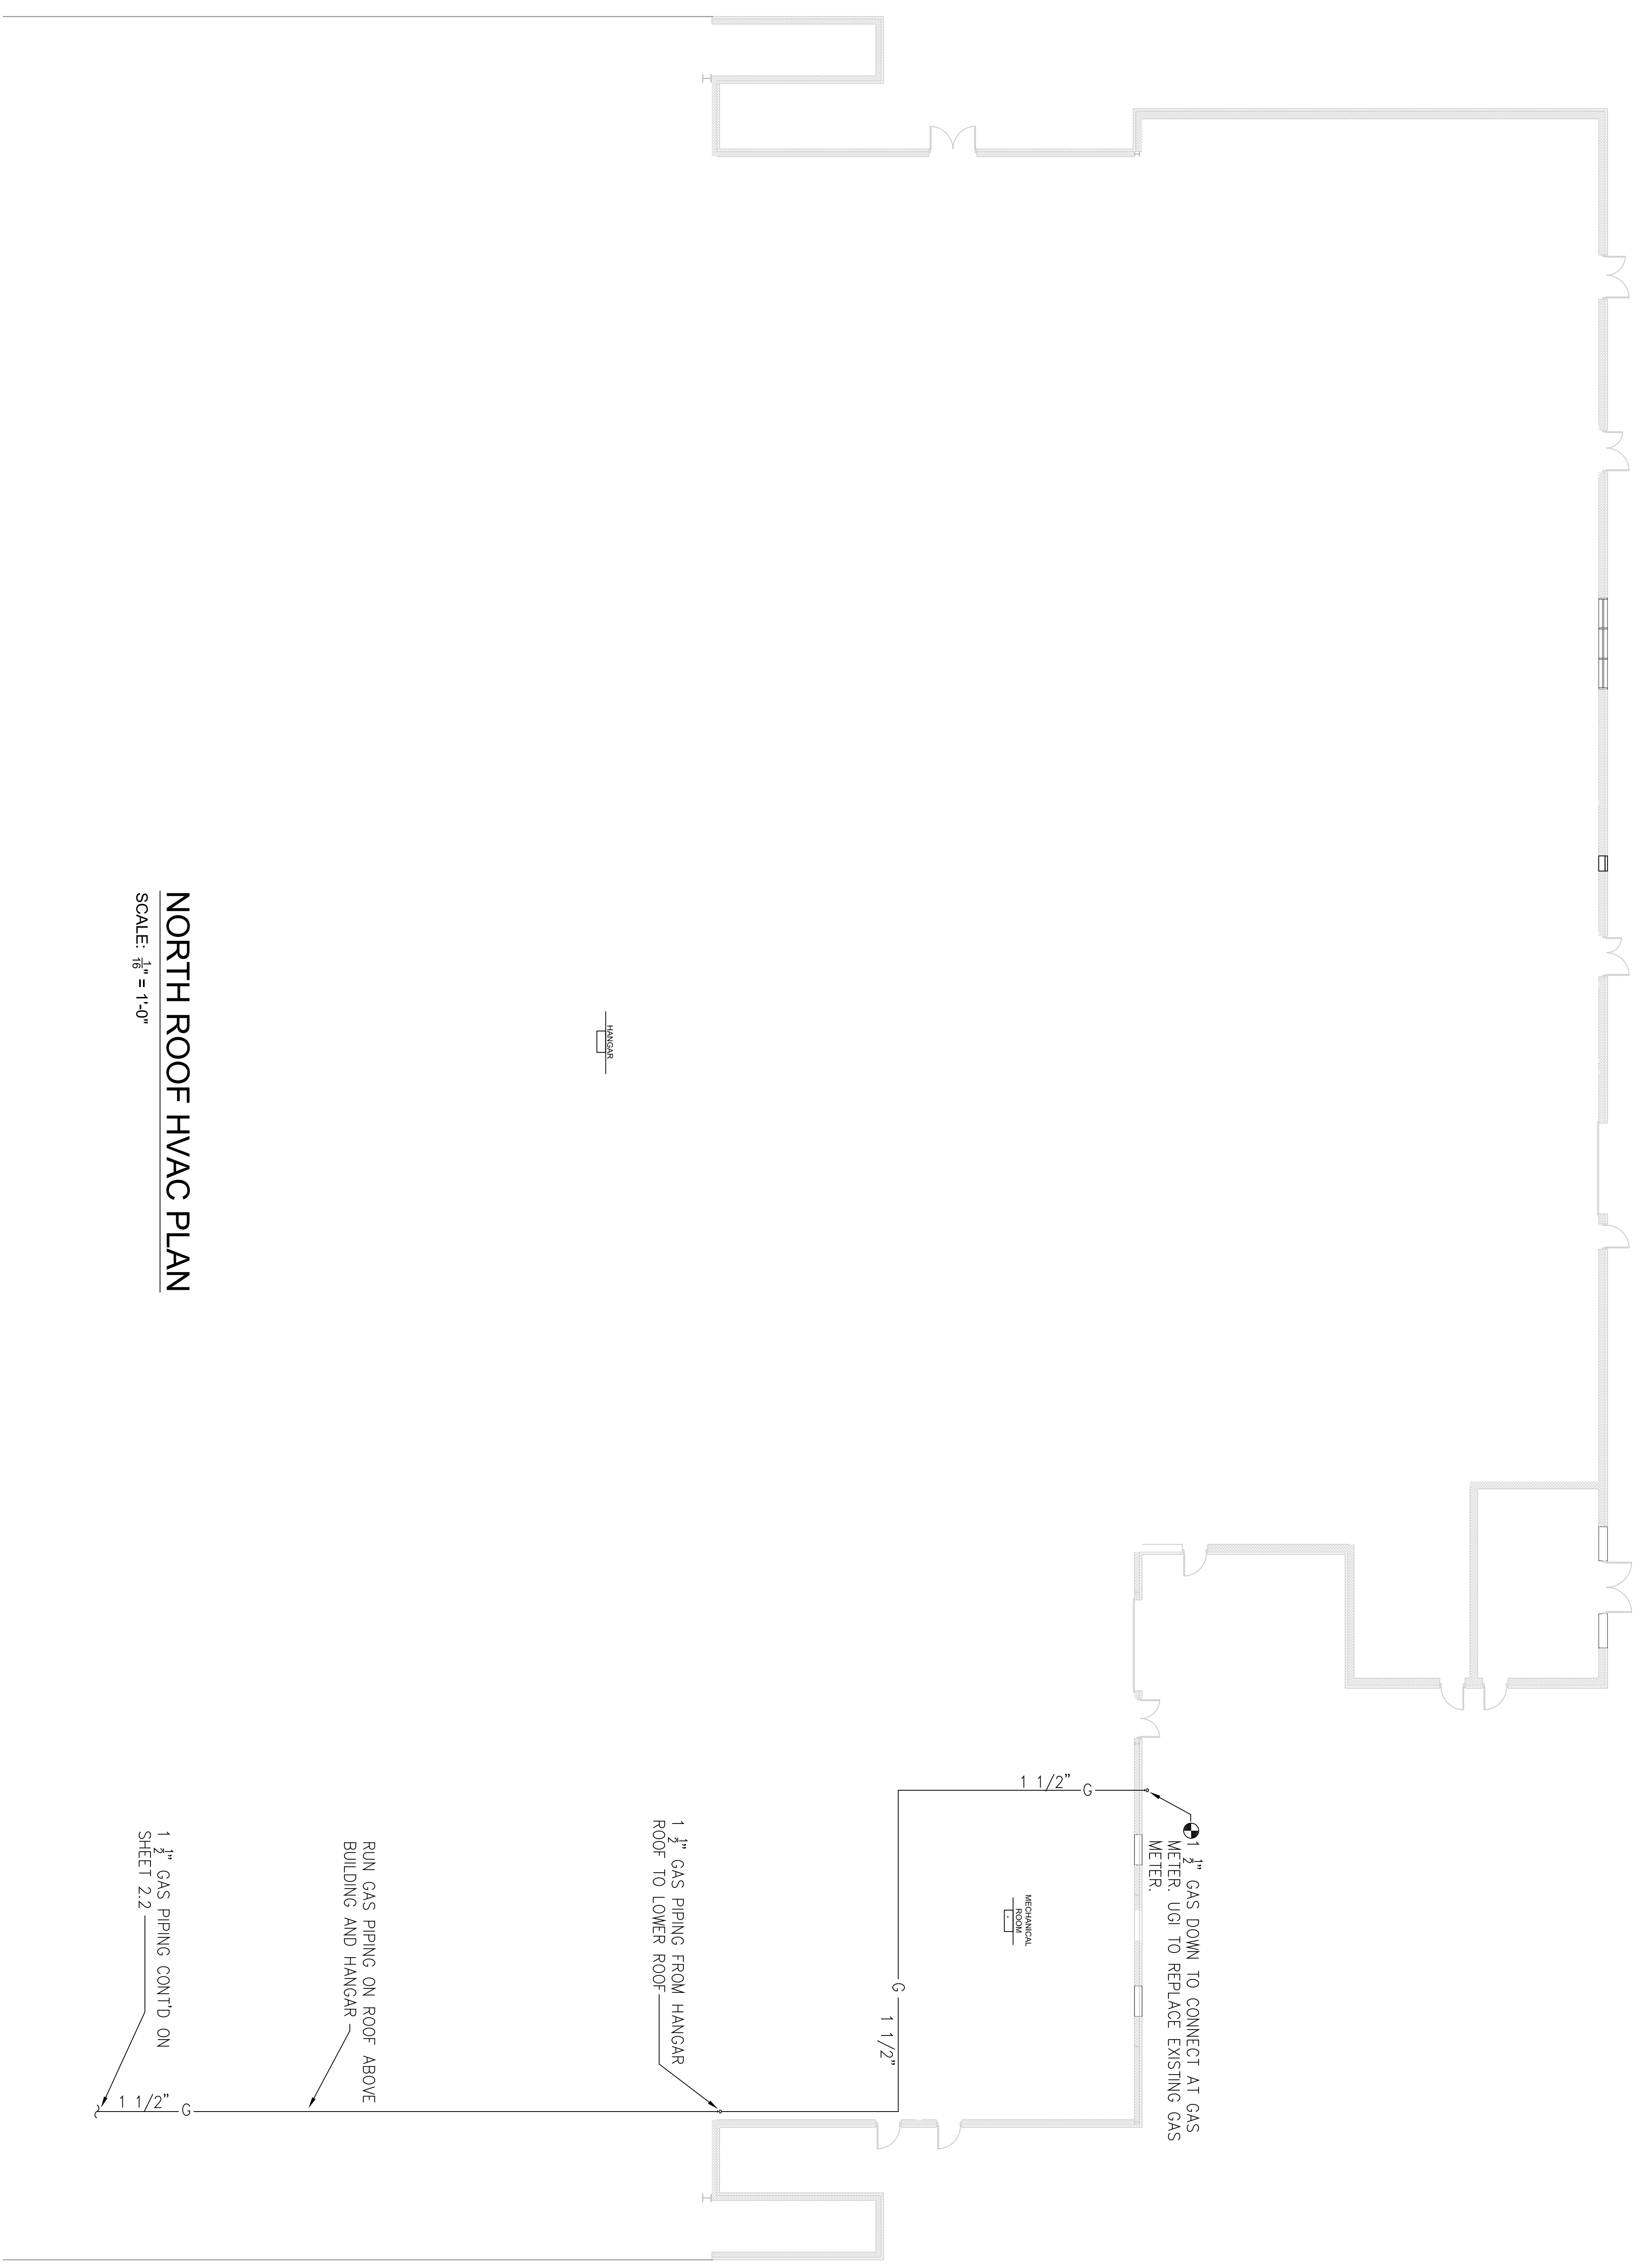 1 1/2" GAS DOWN TO CONNECT AT GAS
METER. UGI TO REPLACE EXISTING GAS
METER.
1 1/2"
G
MECHANICAL
ROOM
-
G
1 1/2"
1 1/2" GAS PIPING FROM HANGAR
ROOF TO LOWER ROOF
HANGAR
RUN GAS PIPING ON ROOF ABOVE
BUILDING AND HANGAR
G
1 1/2"
1 1/2" GAS PIPING CONT'D ON
SHEET 2.2
NORTH ROOF HVAC PLAN
SCALE: 1/16" = 1'-0"